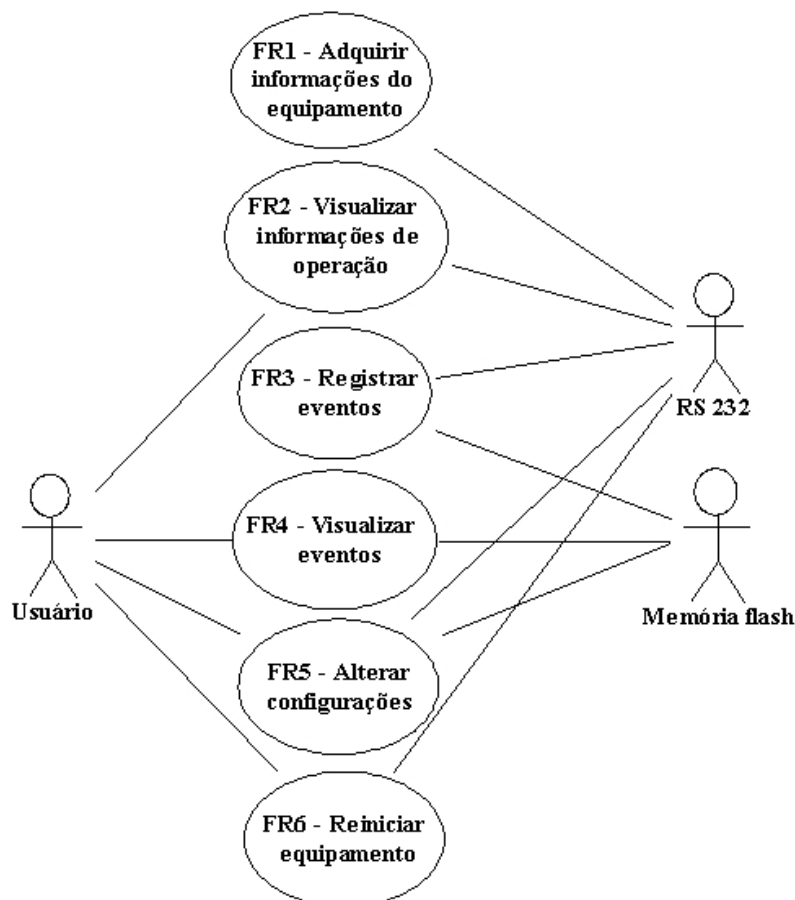 FR1 - Adquirir
informações do
equipamento
FR2 - Visualizar
informações de
operação
FR3 - Registrar
eventos
RS 232
FR4 - Visualizar
eventos
Usuário
Memória flash
FR5 - Alterar
configurações
FR6 - Reiniciar
equipamento